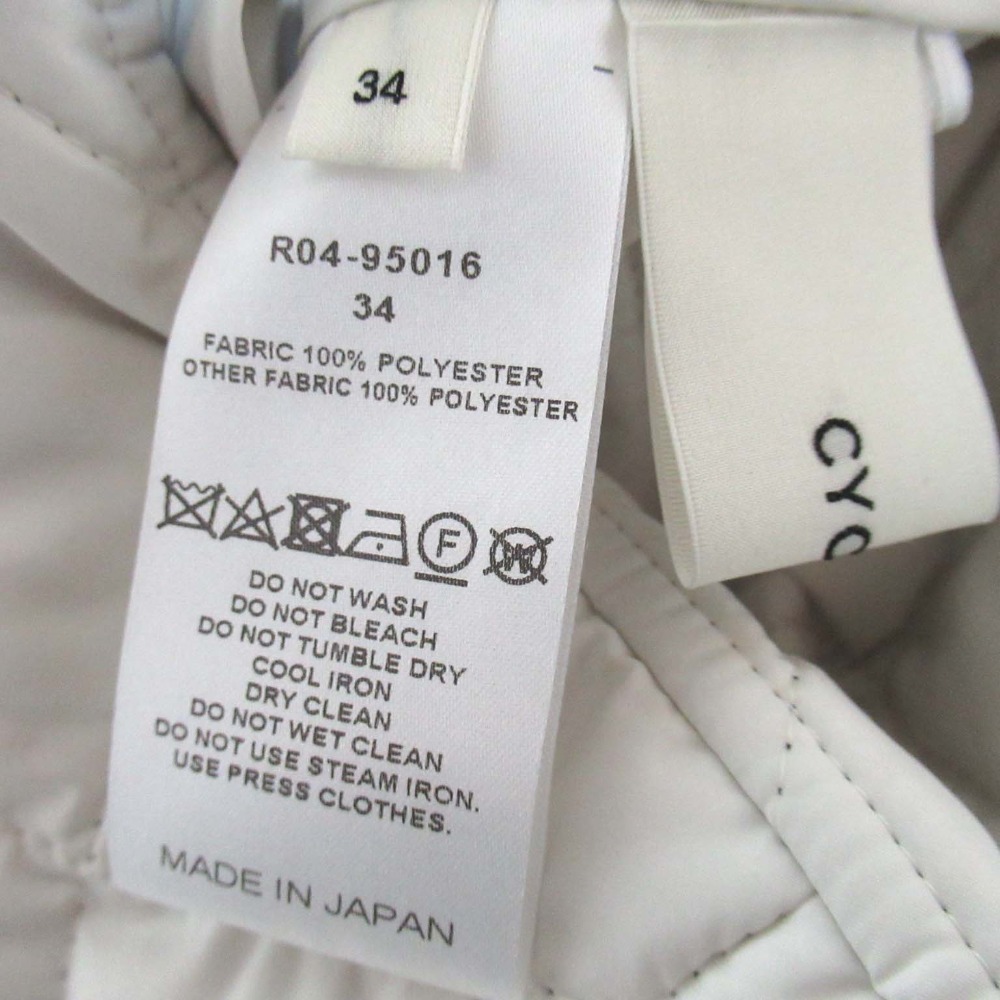 34
R04-95016
34
FABRIC 100% POLYESTER
OTHER FABRIC 100% POLYESTER
F
W
DO NOT WASH
DO NOT BLEACH
DO NOT TUMBLE DRY
COOL IRON
DRY CLEAN
DO NOT WET CLEAN
DO NOT USE STEAM IRON.
USE PRESS CLOTHES.
MADE IN JAPAN
CYC